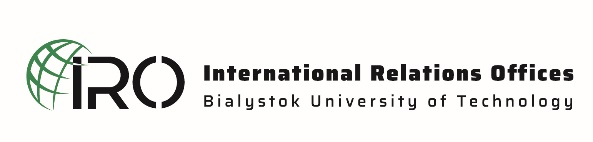 IRO
International Relations Offices
Bialystok University of Technology